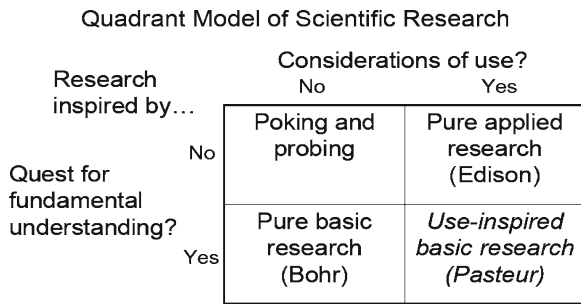 Quadrant Model of Scientific Research
Considerations of use?
Research
inspired by…
No
Yes
No
Poking and
probing
Pure applied
research
(Edison)
Quest for
fundamental
understanding?
Yes
Pure basic
research
(Bohr)
Use-inspired
basic research
(Pasteur)